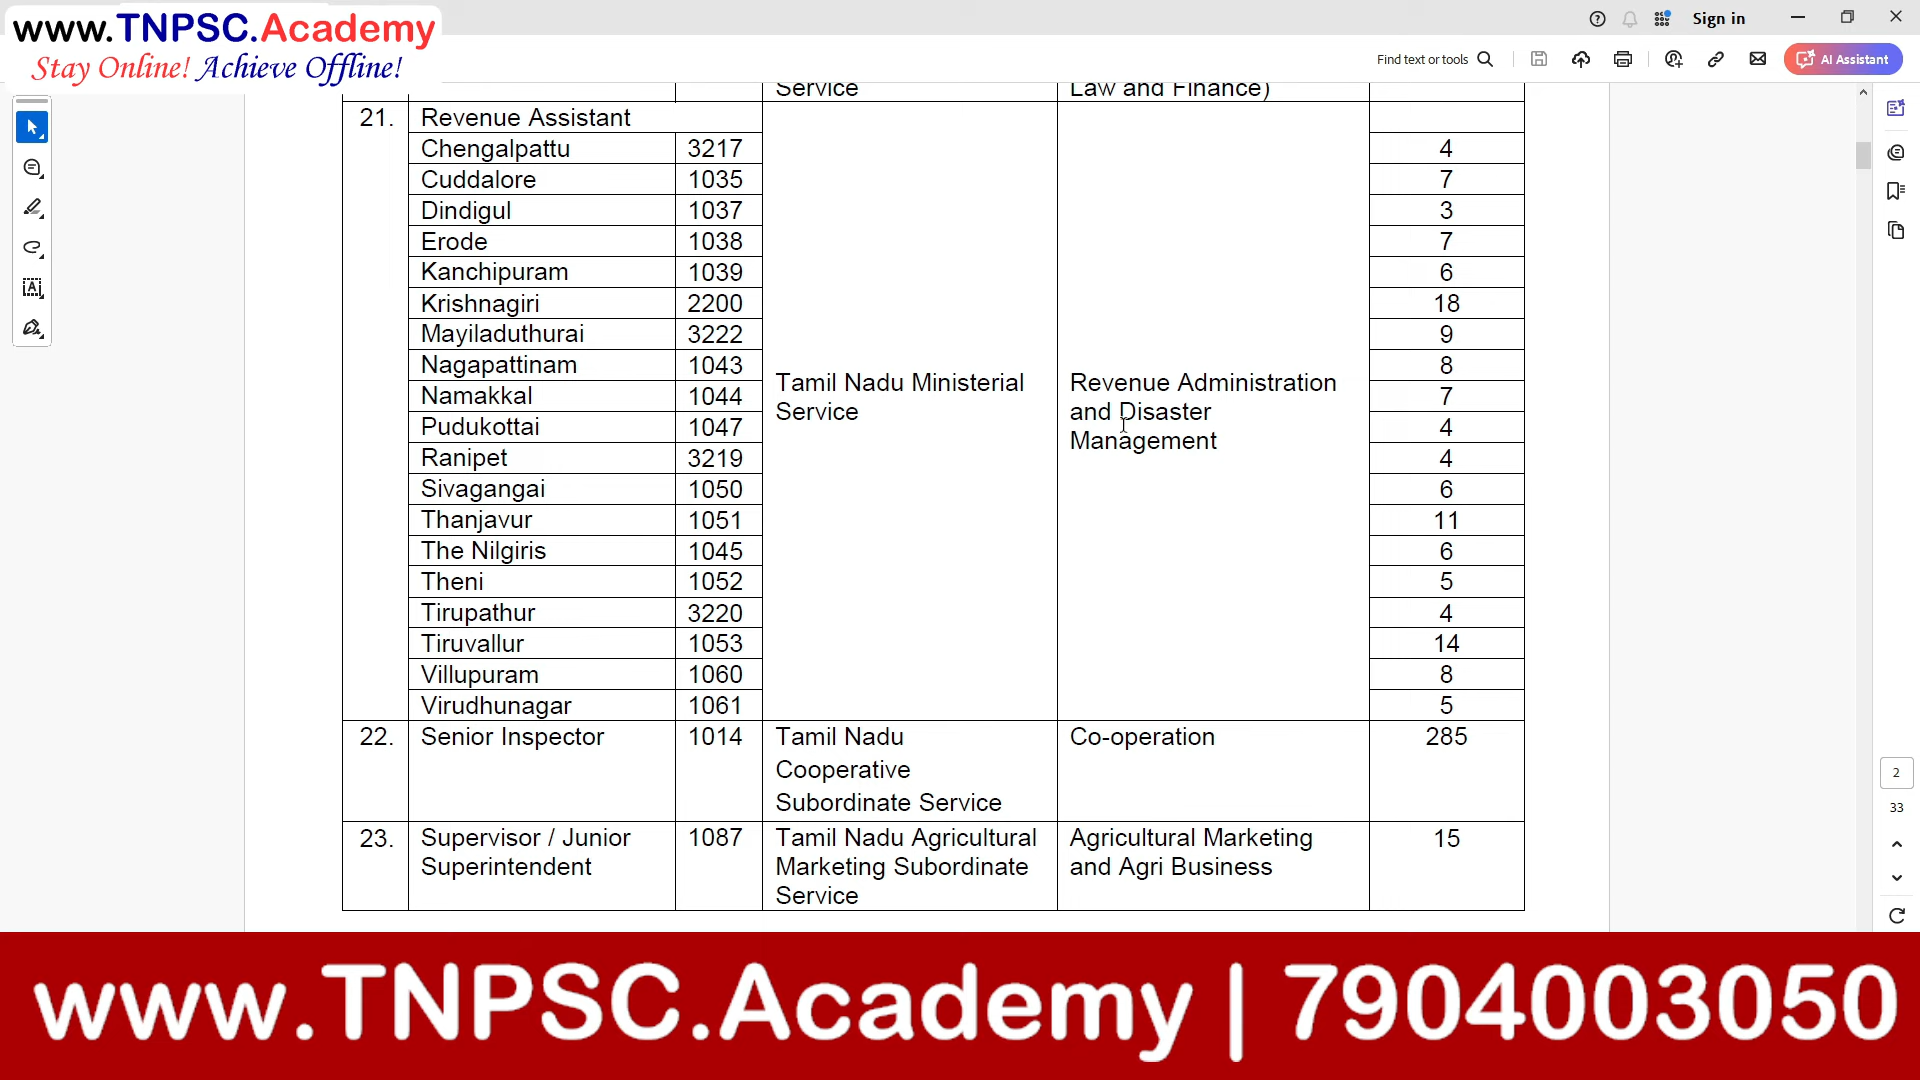 www.TNPSC.Academy
Stay Online! Achieve Offline!
Sign in
Find text or tools
AI Assistant
Service Law and Finance)
21. Revenue Assistant
Chengalpattu 3217 4
Cuddalore 1035 7
Dindigul 1037 3
Erode 1038 7
Kanchipuram 1039 6
Krishnagiri 2200 18
Mayiladuthurai 3222 9
Nagapattinam 1043 8
Tamil Nadu Ministerial
Service
Revenue Administration
and Disaster
Management
Namakkal 1044 7
Pudukottai 1047 4
Ranipet 3219 4
Sivagangai 1050 6
Thanjavur 1051 11
The Nilgiris 1045 6
Theni 1052 5
Tirupathur 3220 4
Tiruvallur 1053 14
Villupuram 1060 8
Virudhunagar 1061 5
22. Senior Inspector 1014 Tamil Nadu Co-operation 285
Cooperative
Subordinate Service
23. Supervisor / Junior 1087 Tamil Nadu Agricultural Agricultural Marketing 15
Superintendent Marketing Subordinate and Agri Business
Service
2
33
www.TNPSC.Academy | 7904003050